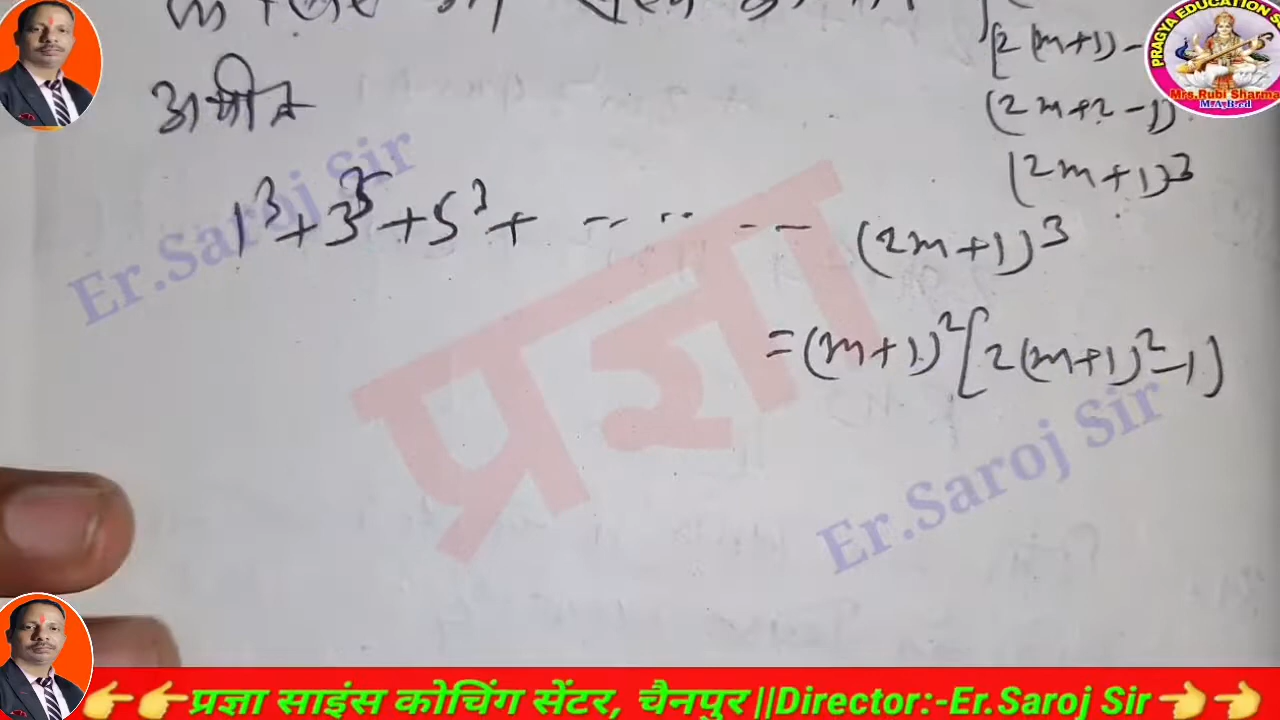 [2 (m+1) -
(2m+2 -1)
(2m+1)³
अर्थात
1³+3³+5³+ -- -- -- (2m+1)³
=(m+1)²[2(m+1)²-1]
Er.Saroj Sir
प्रज्ञा
Er.Saroj Sir
PRAGYA EDUCATION
Mrs.Rubi Sharma
M.A,B.ed
👉👉प्रज्ञा साइंस कोचिंग सेंटर, चैनपुर||Director:-Er.Saroj Sir👈👈